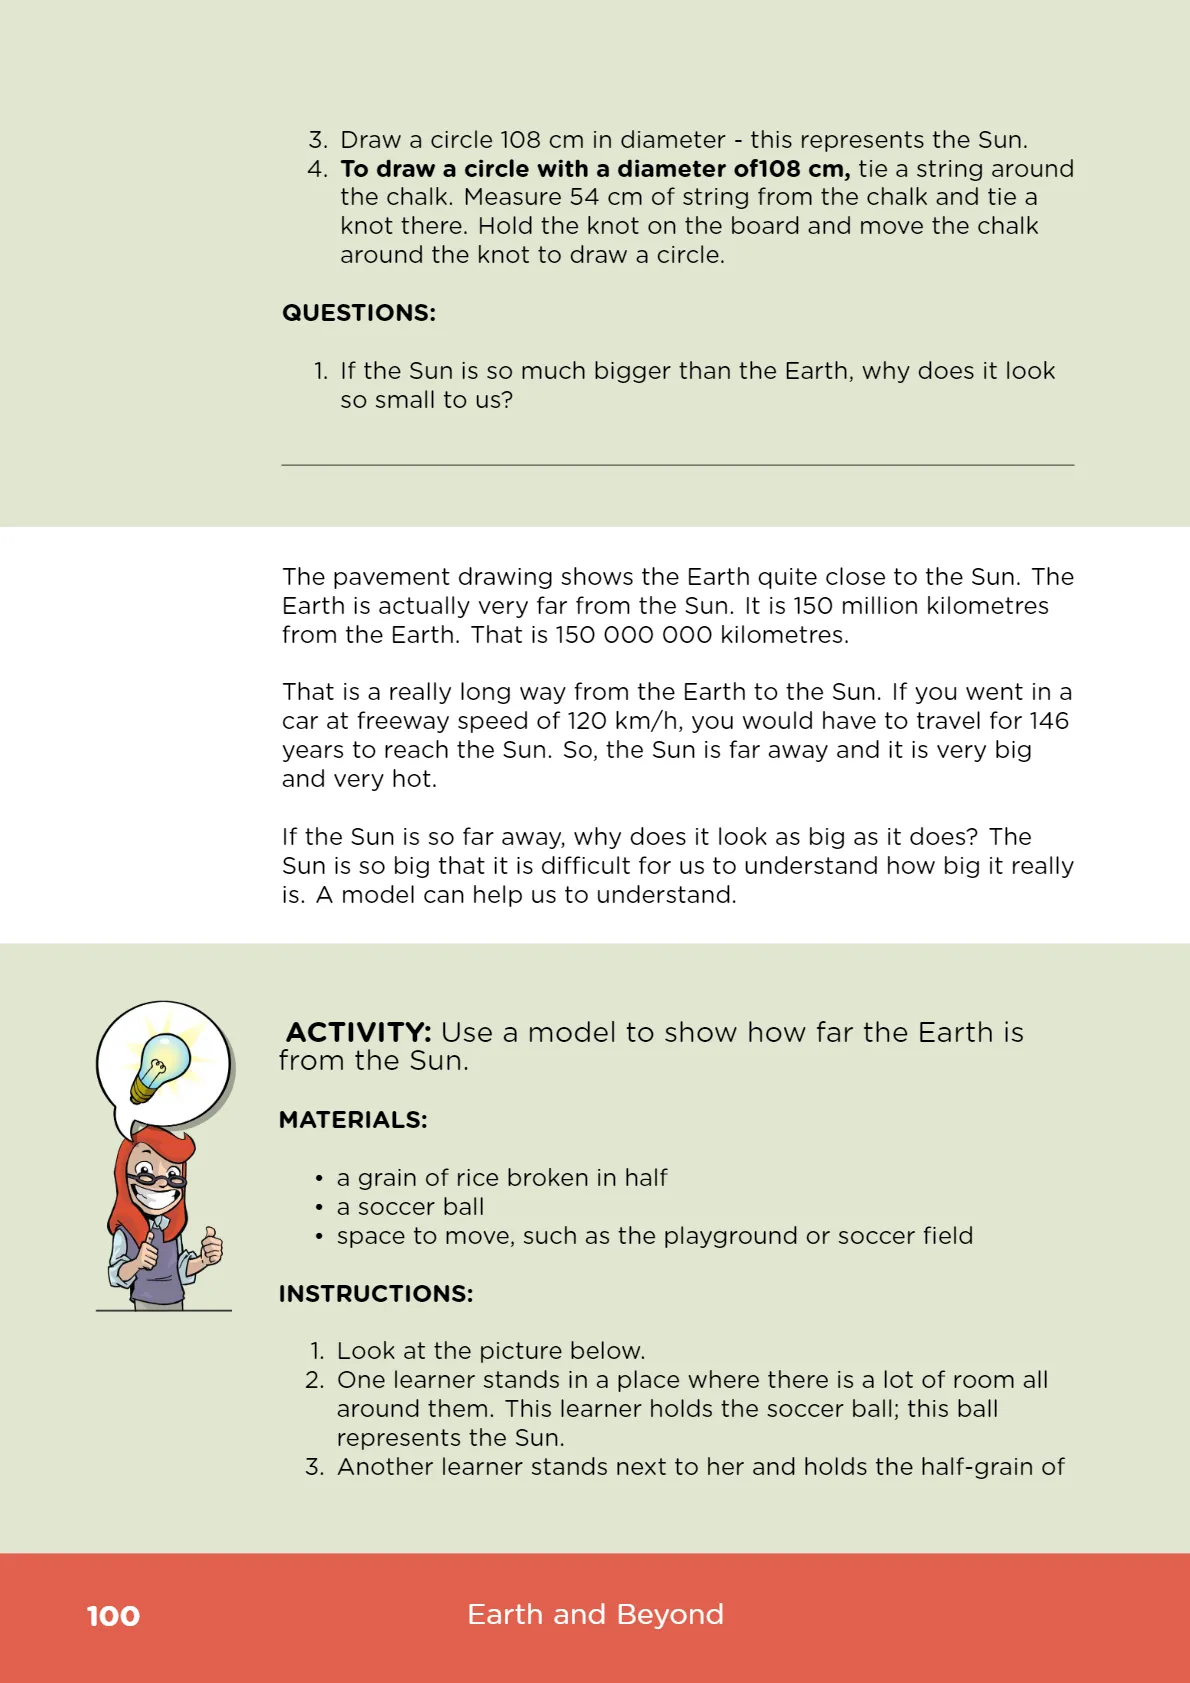 3. Draw a circle 108 cm in diameter - this represents the Sun.
4. To draw a circle with a diameter of108 cm, tie a string around
the chalk. Measure 54 cm of string from the chalk and tie a
knot there. Hold the knot on the board and move the chalk
around the knot to draw a circle.
QUESTIONS:
1. If the Sun is so much bigger than the Earth, why does it look
so small to us?
The pavement drawing shows the Earth quite close to the Sun. The
Earth is actually very far from the Sun. It is 150 million kilometres
from the Earth. That is 150 000 000 kilometres.
That is a really long way from the Earth to the Sun. If you went in a
car at freeway speed of 120 km/h, you would have to travel for 146
years to reach the Sun. So, the Sun is far away and it is very big
and very hot.
If the Sun is so far away, why does it look as big as it does? The
Sun is so big that it is difficult for us to understand how big it really
is. A model can help us to understand.
ACTIVITY: Use a model to show how far the Earth is
from the Sun.
MATERIALS:
• a grain of rice broken in half
• a soccer ball
• space to move, such as the playground or soccer field
INSTRUCTIONS:
1. Look at the picture below.
2. One learner stands in a place where there is a lot of room all
around them. This learner holds the soccer ball; this ball
represents the Sun.
3. Another learner stands next to her and holds the half-grain of
100
Earth and Beyond